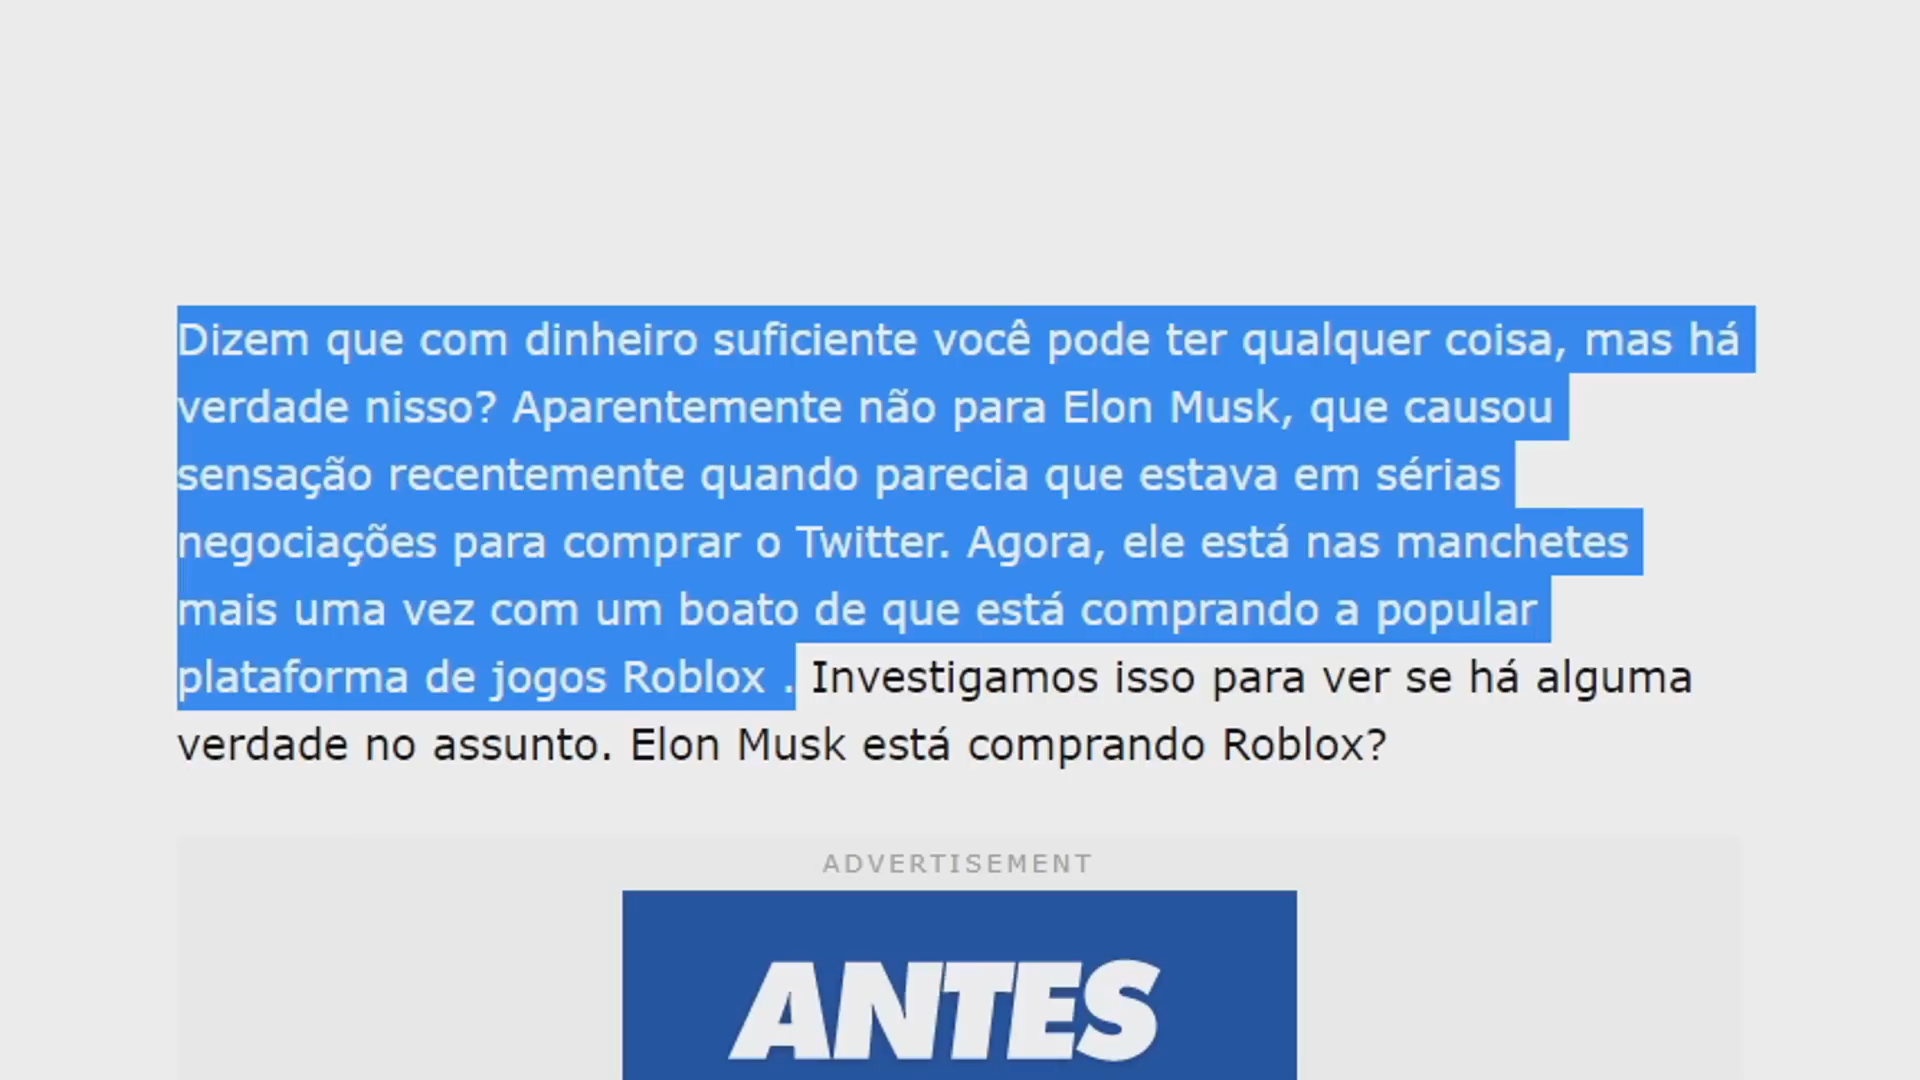 Dizem que com dinheiro suficiente você pode ter qualquer coisa, mas há
verdade nisso? Aparentemente não para Elon Musk, que causou
sensação recentemente quando parecia que estava em sérias
negociações para comprar o Twitter. Agora, ele está nas manchetes
mais uma vez com um boato de que está comprando a popular
plataforma de jogos Roblox . Investigamos isso para ver se há alguma
verdade no assunto. Elon Musk está comprando Roblox?
ADVERTISEMENT
ANTES